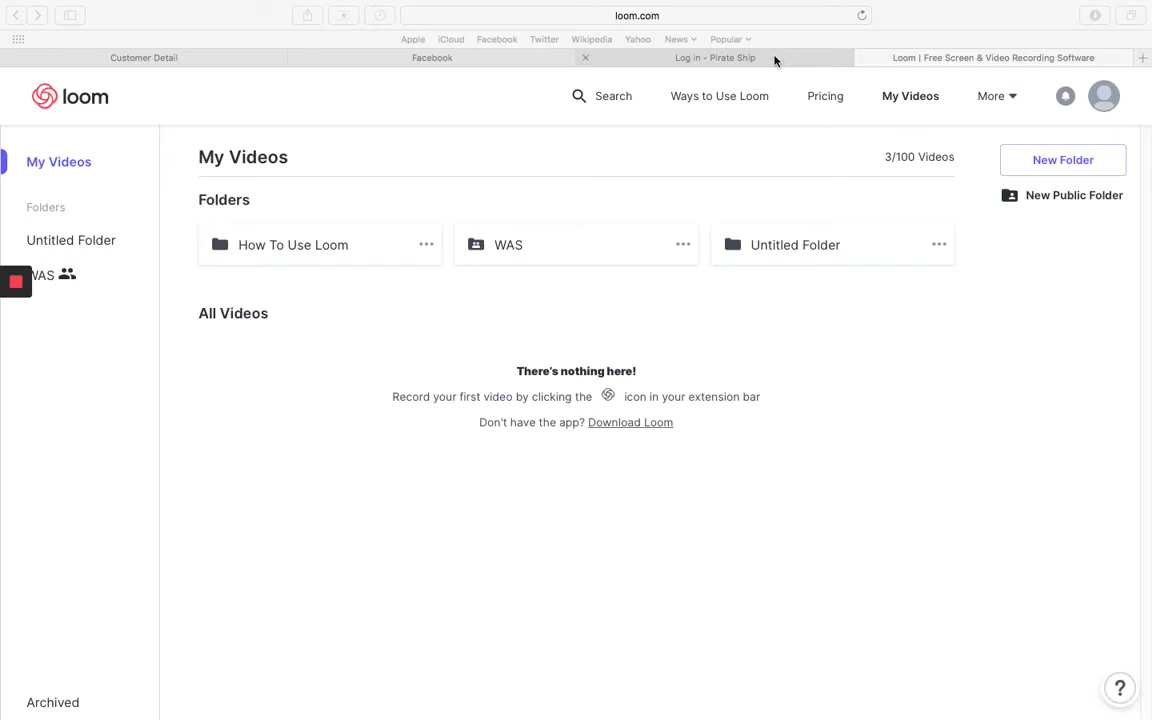 loom.com
Apple iCloud Facebook Twitter Wikipedia Yahoo News Popular
Customer Detail Facebook Log In - Pirate Ship Loom | Free Screen & Video Recording Software
loom Search Ways to Use Loom Pricing My Videos More
My Videos
Folders
Untitled Folder
WAS
Archived
My Videos 3/100 Videos
New Folder
New Public Folder
Folders
How To Use Loom WAS Untitled Folder
All Videos
There's nothing here!
Record your first video by clicking the icon in your extension bar
Don't have the app? Download Loom
?